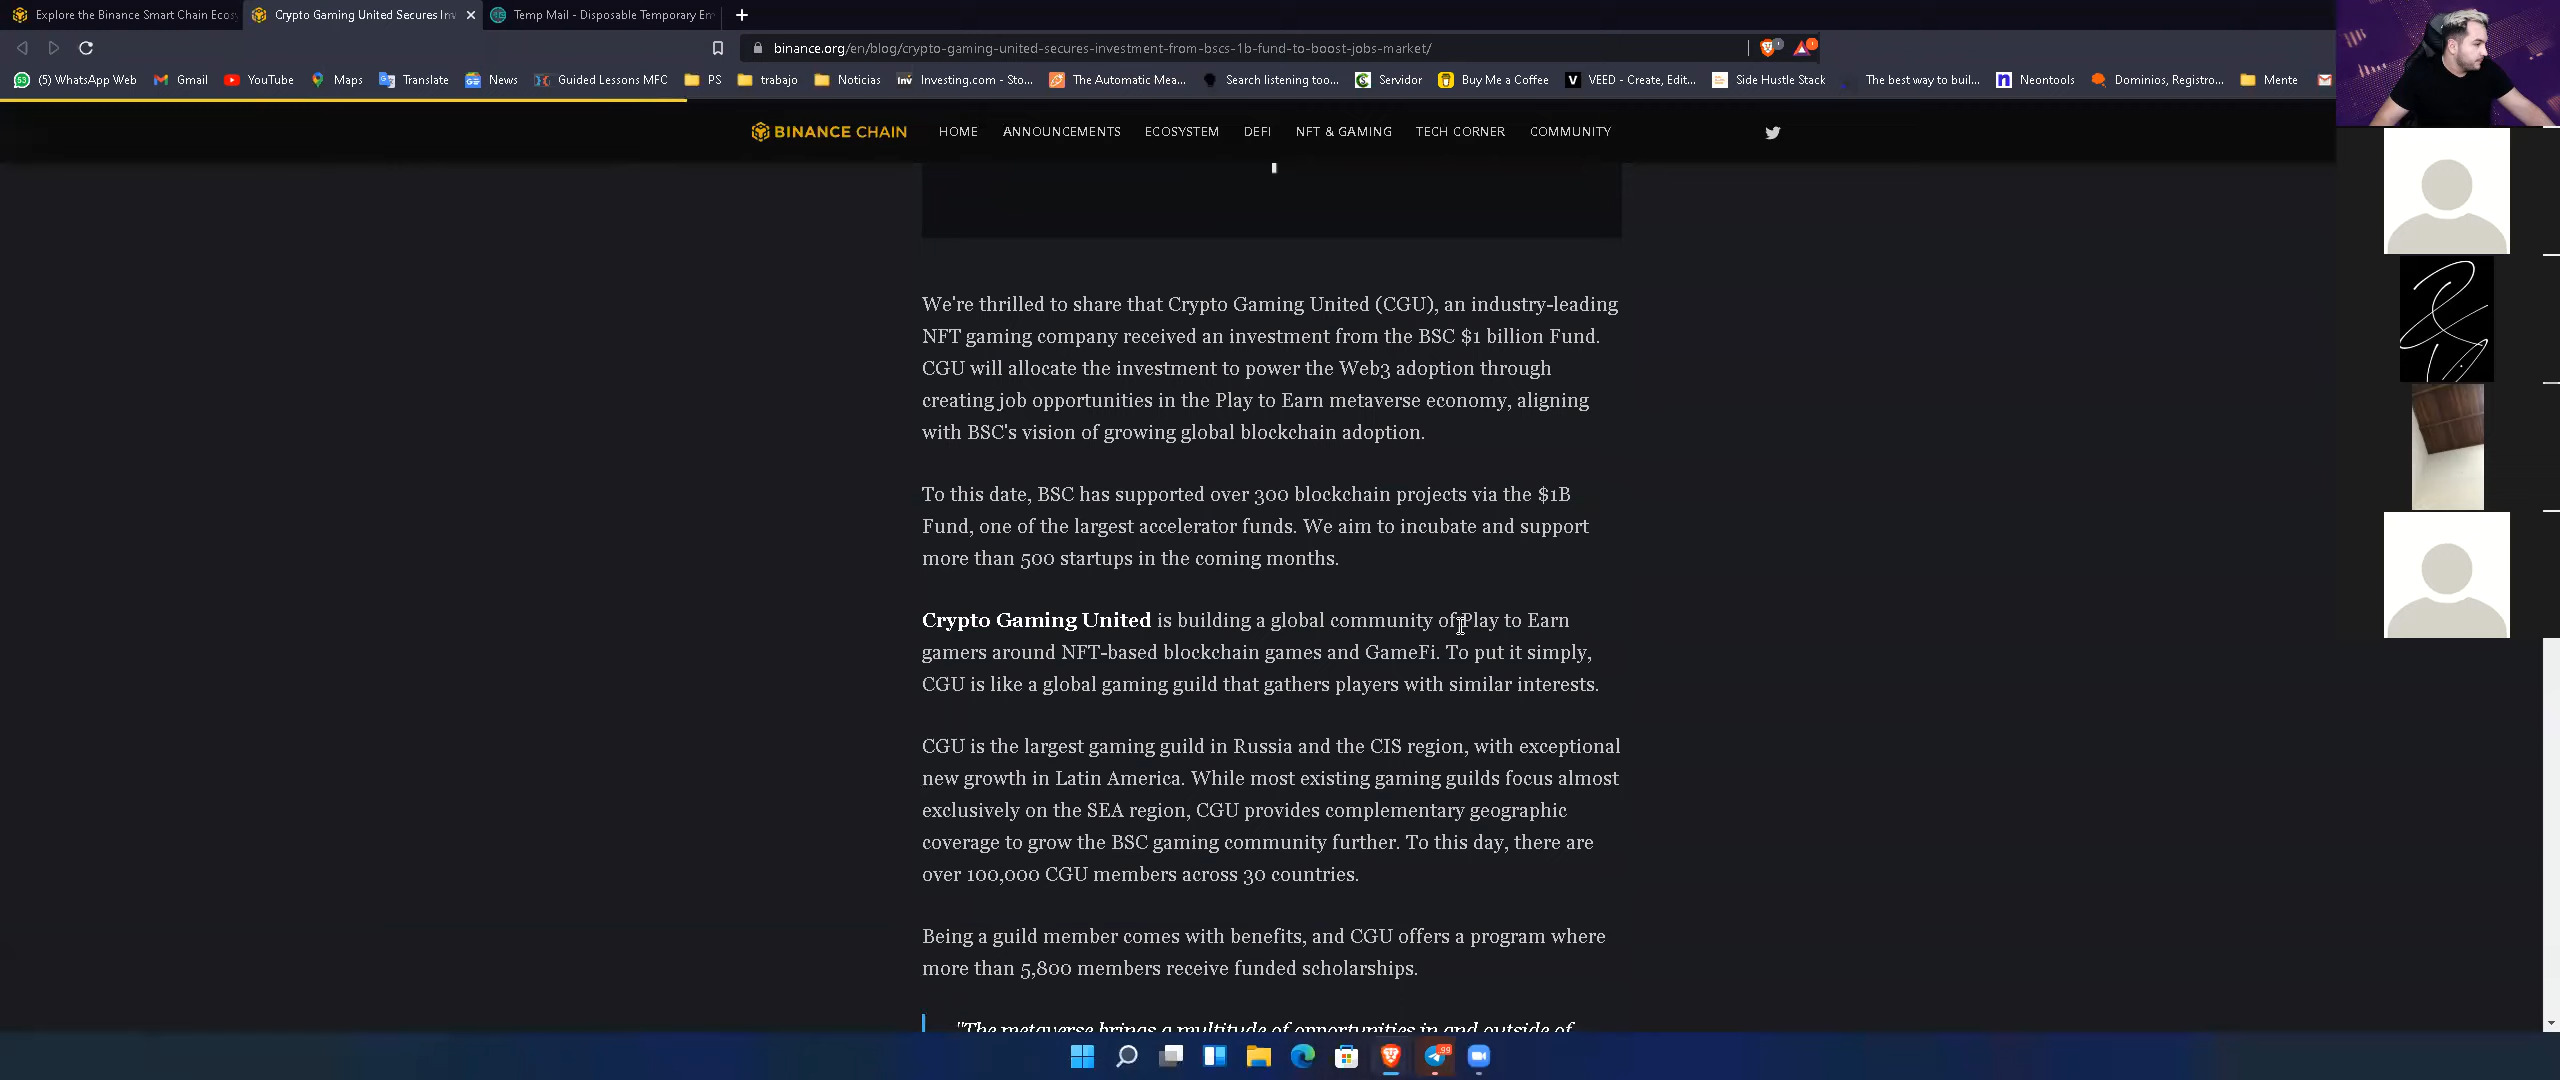 Explore the Binance Smart Chain Ecos
Crypto Gaming United Secures Inv
Temp Mail - Disposable Temporary Em
binance.org/en/blog/crypto-gaming-united-secures-investment-from-bscs-1b-fund-to-boost-jobs-market/
(5) WhatsApp Web
Gmail
YouTube
Maps
Translate
News
Guided Lessons MFC
PS
trabajo
Noticias
Investing.com - Sto...
The Automatic Mea...
Search listening too...
Servidor
Buy Me a Coffee
VEED - Create, Edit...
Side Hustle Stack
The best way to buil...
Neontools
Dominios, Registro...
Mente
BINANCE CHAIN
HOME
ANNOUNCEMENTS
ECOSYSTEM
DEFI
NFT & GAMING
TECH CORNER
COMMUNITY
We're thrilled to share that Crypto Gaming United (CGU), an industry-leading
NFT gaming company received an investment from the BSC $1 billion Fund.
CGU will allocate the investment to power the Web3 adoption through
creating job opportunities in the Play to Earn metaverse economy, aligning
with BSC's vision of growing global blockchain adoption.
To this date, BSC has supported over 300 blockchain projects via the $1B
Fund, one of the largest accelerator funds. We aim to incubate and support
more than 500 startups in the coming months.
Crypto Gaming United is building a global community of Play to Earn
gamers around NFT-based blockchain games and GameFi. To put it simply,
CGU is like a global gaming guild that gathers players with similar interests.
CGU is the largest gaming guild in Russia and the CIS region, with exceptional
new growth in Latin America. While most existing gaming guilds focus almost
exclusively on the SEA region, CGU provides complementary geographic
coverage to grow the BSC gaming community further. To this day, there are
over 100,000 CGU members across 30 countries.
Being a guild member comes with benefits, and CGU offers a program where
more than 5,800 members receive funded scholarships.
"The metaverse brings a multitude of opportunities in and outside of
99